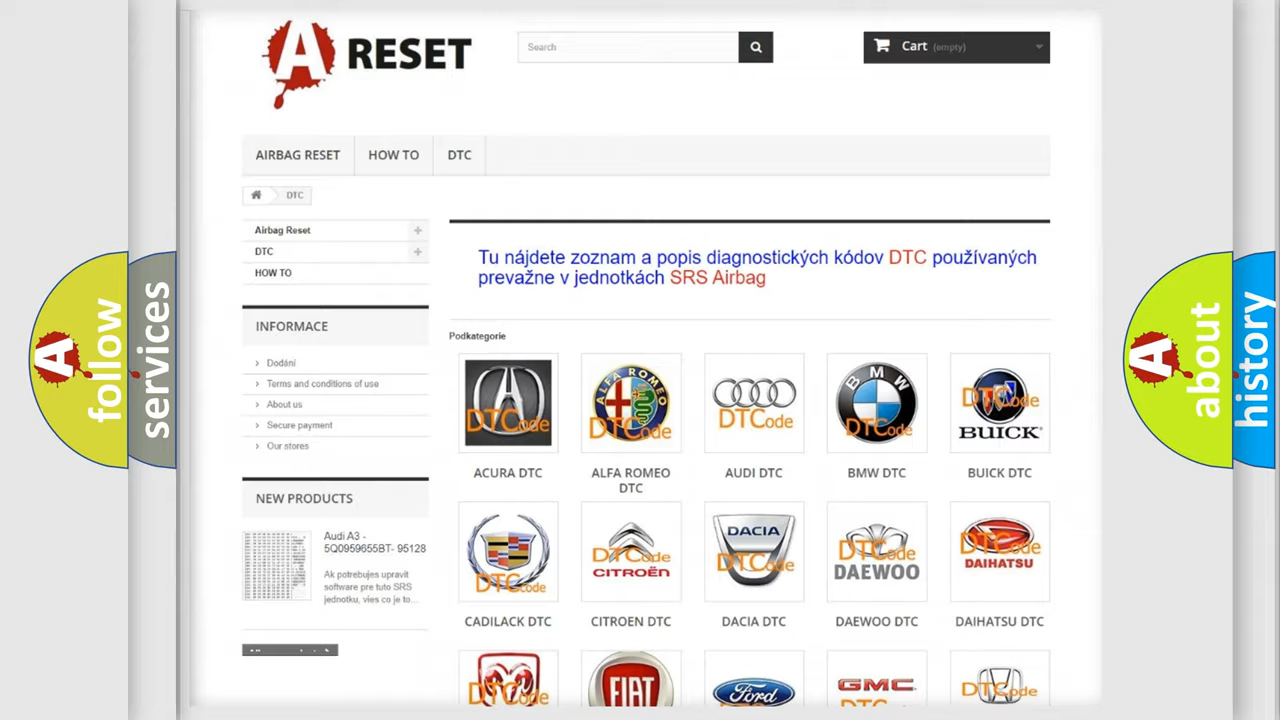 A RESET
Search
Cart (empty)
AIRBAG RESET
HOW TO
DTC
DTC
Airbag Reset
DTC
HOW TO
Tu nájdete zoznam a popis diagnostických kódov DTC používaných
prevažne v jednotkách SRS Airbag
INFORMACE
Dodání
Terms and conditions of use
About us
Secure payment
Our stores
NEW PRODUCTS
Audi A3 -
5Q0959655BT- 95128
Ak potrebujes upravit
software pre tuto SRS
jednotku, vies co je to...
Podkategorie
DTCode
ALFA ROMEO
DTCode
DTCode
BMW
DTCode
DTCode
BUICK
ACURA DTC
ALFA ROMEO
DTC
AUDI DTC
BMW DTC
BUICK DTC
DTCode
DTCode
CITROËN
DACIA
DTCode
DTCode
DAEWOO
DTCode
DAIHATSU
CADILACK DTC
CITROEN DTC
DACIA DTC
DAEWOO DTC
DAIHATSU DTC
DTCode
FIAT
Ford
GMC
DTCode
A follow
services
A about
history